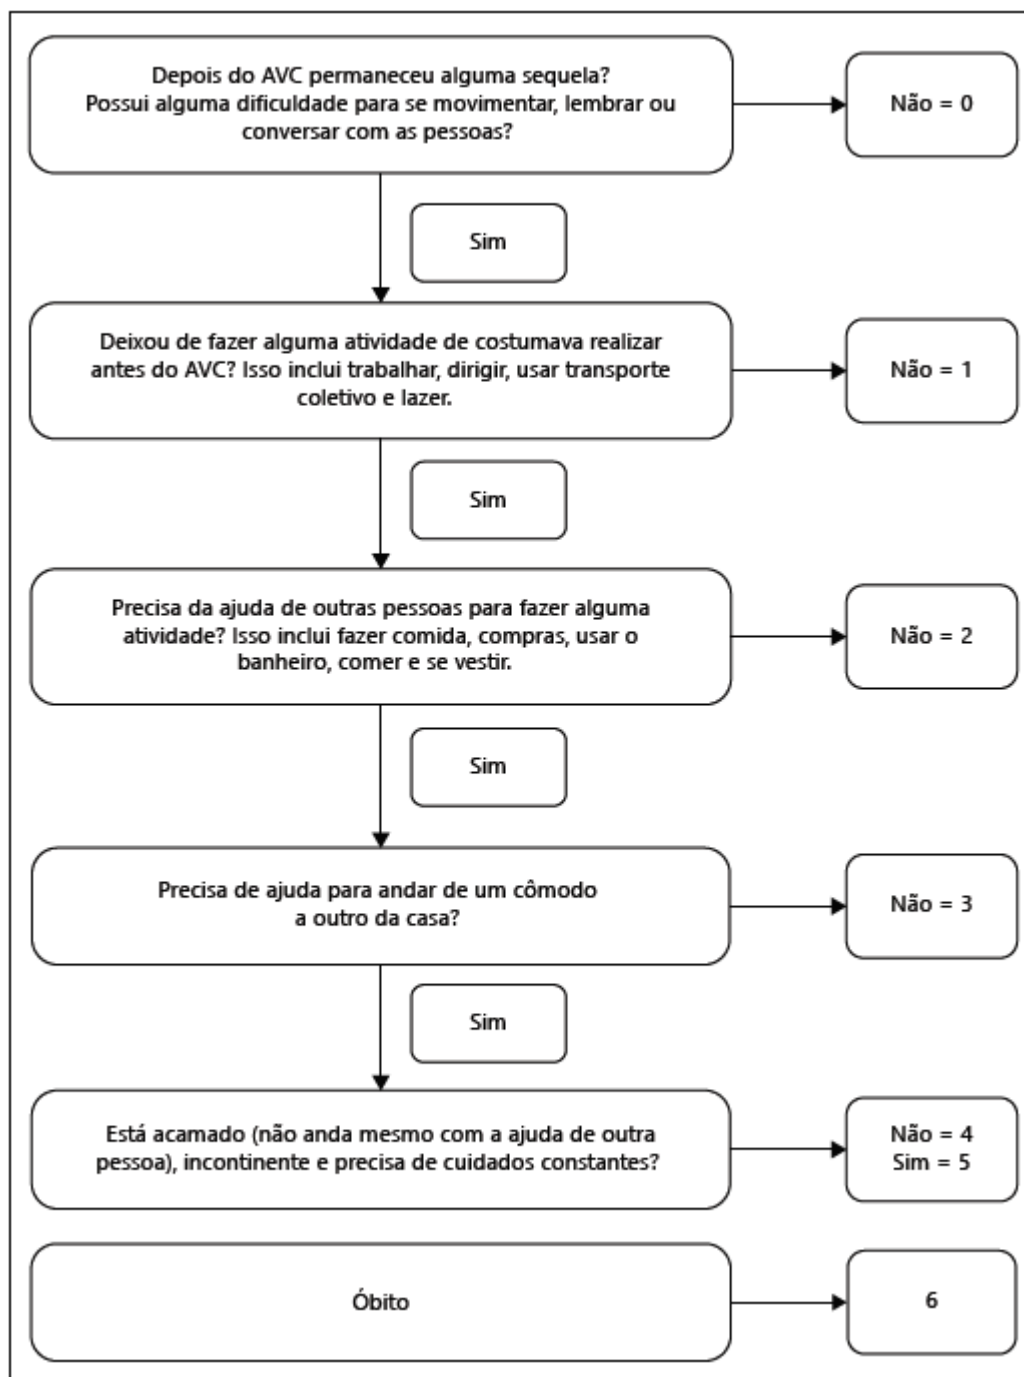 Depois do AVC permaneceu alguma sequela?
Possui alguma dificuldade para se movimentar, lembrar ou
conversar com as pessoas?
Não = 0
Sim
Deixou de fazer alguma atividade de costumava realizar
antes do AVC? Isso inclui trabalhar, dirigir, usar transporte
coletivo e lazer.
Não = 1
Sim
Precisa da ajuda de outras pessoas para fazer alguma
atividade? Isso inclui fazer comida, compras, usar o
banheiro, comer e se vestir.
Não = 2
Sim
Precisa de ajuda para andar de um cômodo
a outro da casa?
Não = 3
Sim
Está acamado (não anda mesmo com a ajuda de outra
pessoa), incontinente e precisa de cuidados constantes?
Não = 4
Sim = 5
Óbito
6